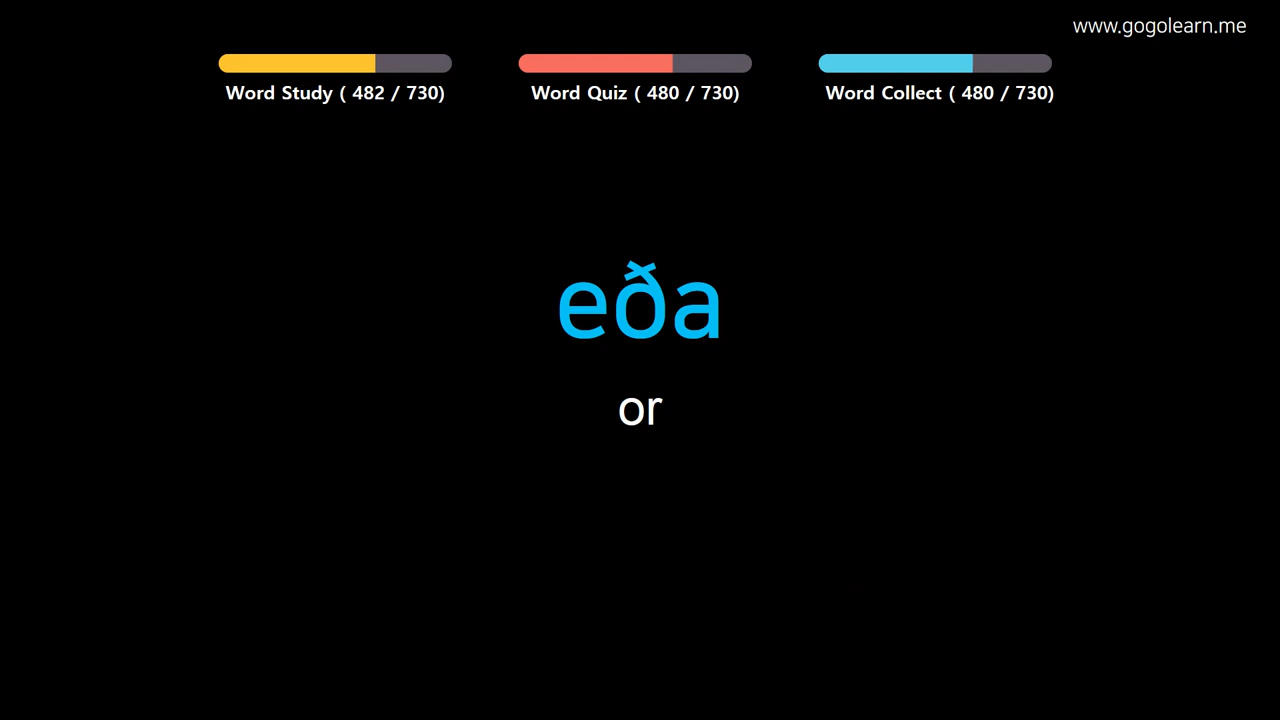 www.gogolearn.me
Word Study ( 482 / 730)
Word Quiz ( 480 / 730)
Word Collect ( 480 / 730)
eða
or